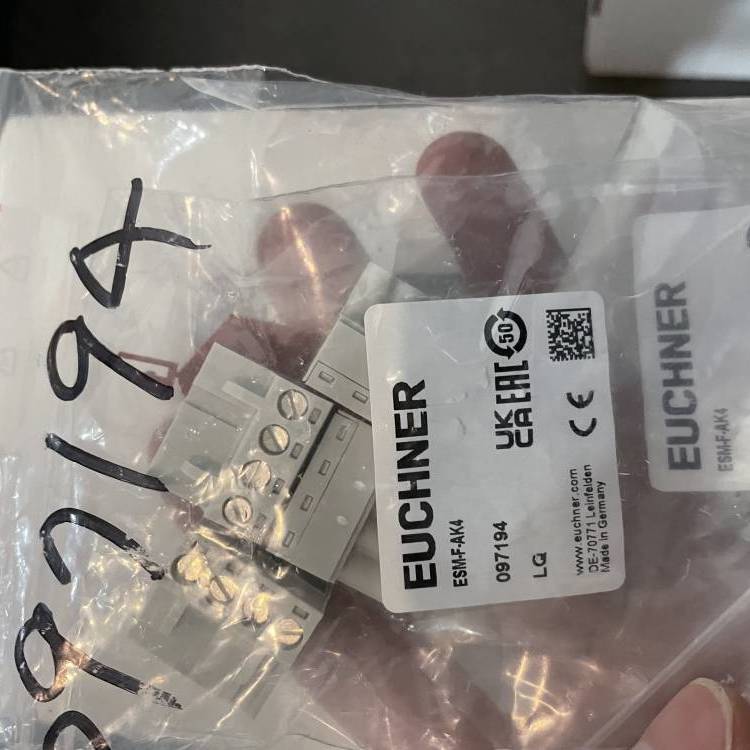 097194
EUCHNER
ESM-F-AK4
097194
LQ
UK
CA
EAC
50
CE
www.euchner.com
DE-70771 Leinfelden
Made in Germany
EUCHNER
ESM-F-AK4